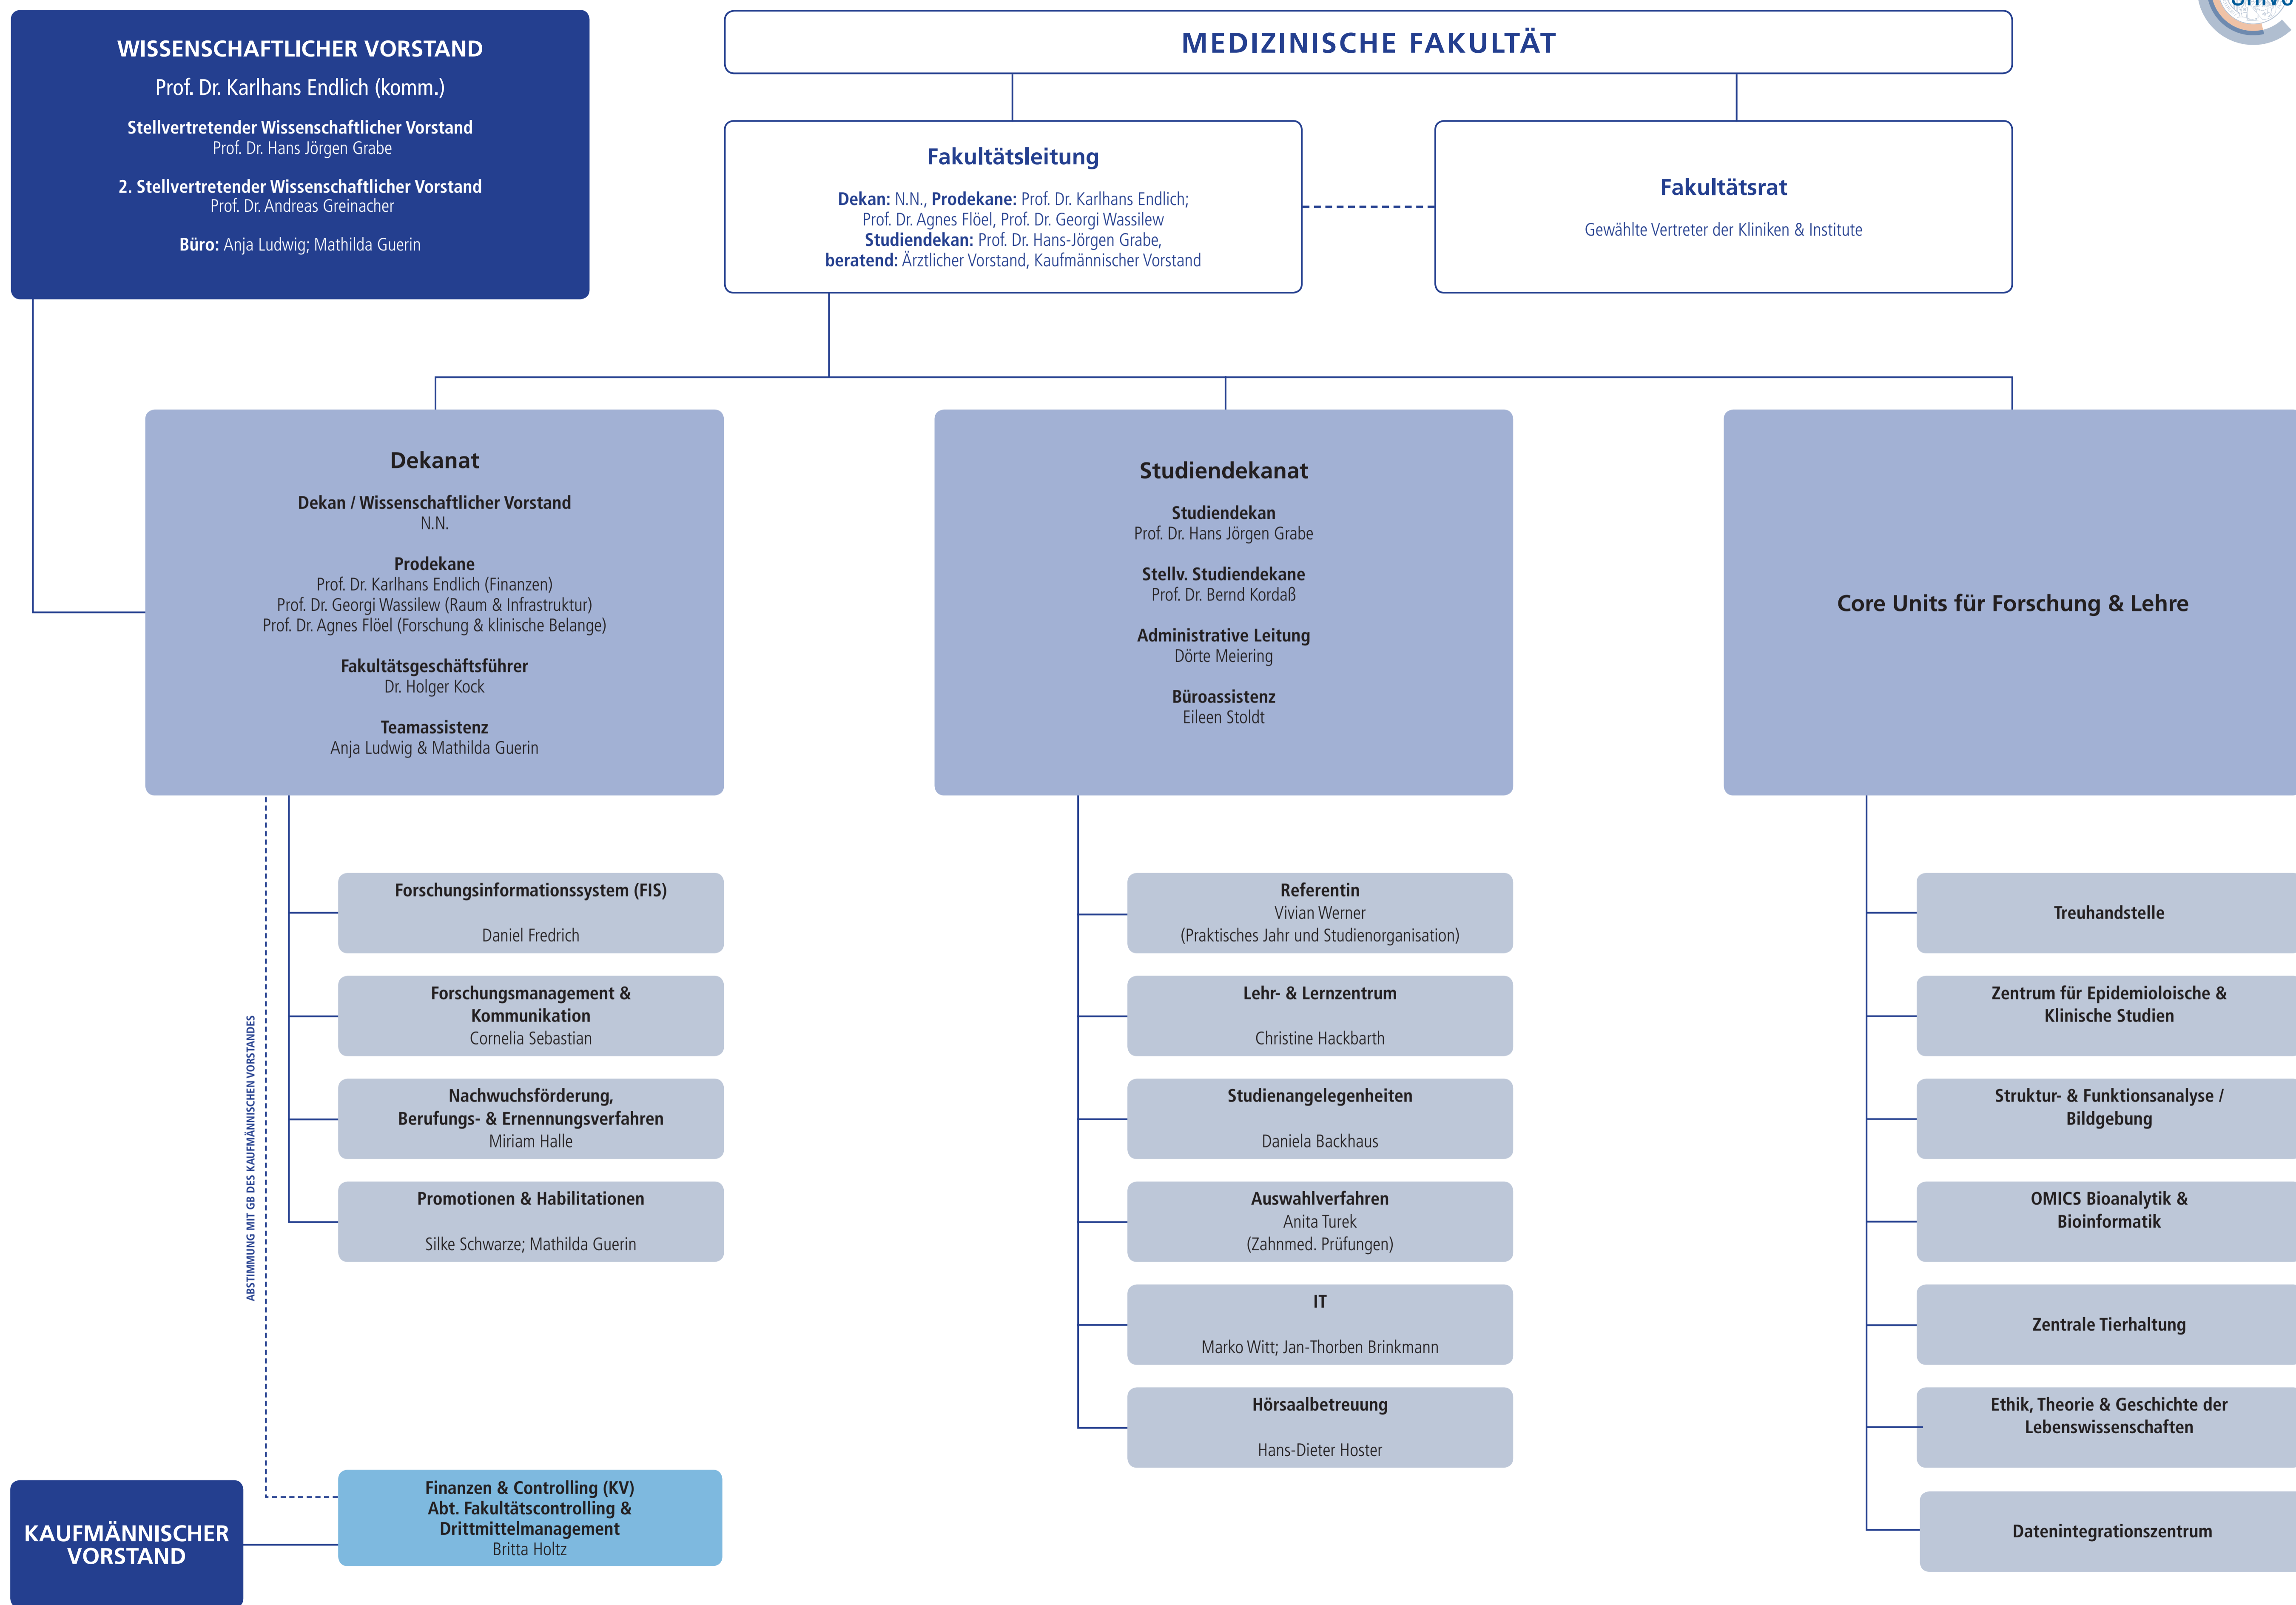 WISSENSCHAFTLICHER VORSTAND
Prof. Dr. Karlhans Endlich (komm.)
Stellvertretender Wissenschaftlicher Vorstand
Prof. Dr. Hans Jörgen Grabe
2. Stellvertretender Wissenschaftlicher Vorstand
Prof. Dr. Andreas Greinacher
Büro: Anja Ludwig; Mathilda Guerin
MEDIZINISCHE FAKULTÄT
Fakultätsleitung
Dekan: N.N., Prodekane: Prof. Dr. Karlhans Endlich;
Prof. Dr. Agnes Flöel, Prof. Dr. Georgi Wassilew
Studiendekan: Prof. Dr. Hans-Jörgen Grabe,
beratend: Ärztlicher Vorstand, Kaufmännischer Vorstand
Fakultätsrat
Gewählte Vertreter der Kliniken & Institute
Dekanat
Dekan / Wissenschaftlicher Vorstand
N.N.
Prodekane
Prof. Dr. Karlhans Endlich (Finanzen)
Prof. Dr. Georgi Wassilew (Raum & Infrastruktur)
Prof. Dr. Agnes Flöel (Forschung & klinische Belange)
Fakultätsgeschäftsführer
Dr. Holger Kock
Teamassistenz
Anja Ludwig & Mathilda Guerin
Forschungsinformationssystem (FIS)
Daniel Fredrich
Forschungsmanagement &
Kommunikation
Cornelia Sebastian
Nachwuchsförderung,
Berufungs- & Ernennungsverfahren
Miriam Halle
Promotionen & Habilitationen
Silke Schwarze; Mathilda Guerin
ABSTIMMUNG MIT GB DES KAUFMÄNNISCHEN VORSTANDES
KAUFMÄNNISCHER
VORSTAND
Finanzen & Controlling (KV)
Abt. Fakultätscontrolling &
Drittmittelmanagement
Britta Holtz
Studiendekanat
Studiendekan
Prof. Dr. Hans Jörgen Grabe
Stellv. Studiendekane
Prof. Dr. Bernd Kordaß
Administrative Leitung
Dörte Meiering
Büroassistenz
Eileen Stoldt
Referentin
Vivian Werner
(Praktisches Jahr und Studienorganisation)
Lehr- & Lernzentrum
Christine Hackbarth
Studienangelegenheiten
Daniela Backhaus
Auswahlverfahren
Anita Turek
(Zahnmed. Prüfungen)
IT
Marko Witt; Jan-Thorben Brinkmann
Hörsaalbetreuung
Hans-Dieter Hoster
Core Units für Forschung & Lehre
Treuhandstelle
Zentrum für Epidemioloische &
Klinische Studien
Struktur- & Funktionsanalyse /
Bildgebung
OMICS Bioanalytik &
Bioinformatik
Zentrale Tierhaltung
Ethik, Theorie & Geschichte der
Lebenswissenschaften
Datenintegrationszentrum